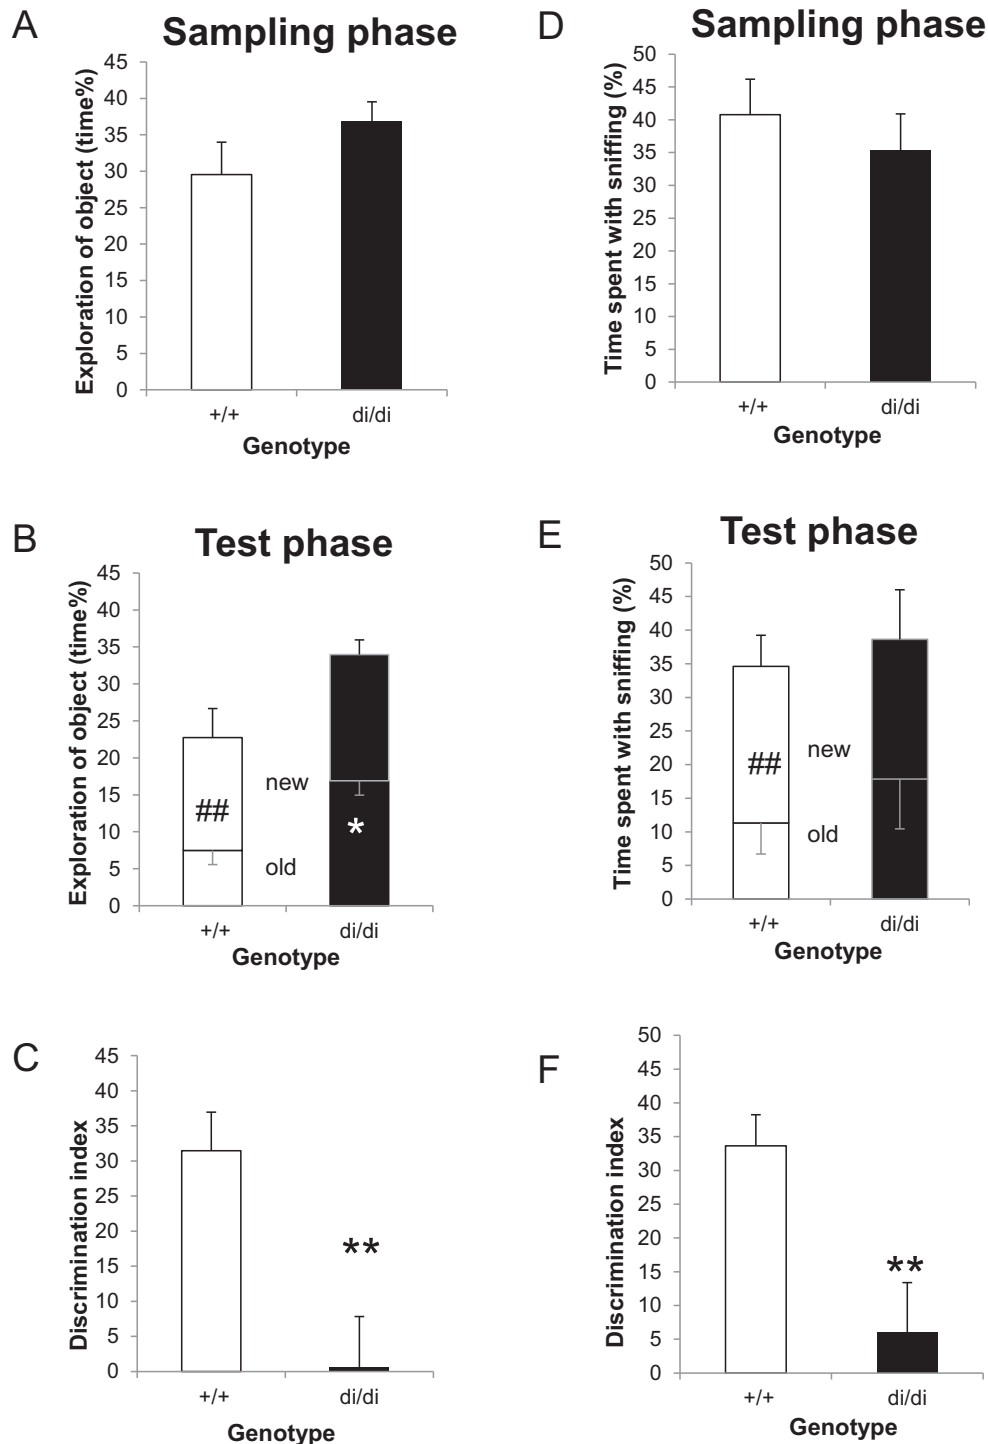 A
Sampling phase
Exploration of object (time%)
45
40
35
30
25
20
15
10
5
0
+/+
di/di
Genotype
D
Sampling phase
Time spent with sniffing (%)
50
45
40
35
30
25
20
15
10
5
0
+/+
di/di
Genotype
B
Test phase
Exploration of object (time%)
45
40
35
30
25
20
15
10
5
0
##
new
*
old
+/+
di/di
Genotype
E
Test phase
Time spent with sniffing (%)
50
45
40
35
30
25
20
15
10
5
0
##
new
old
+/+
di/di
Genotype
C
Discrimination index
45
40
35
30
25
20
15
10
5
0
**
+/+
di/di
Genotype
F
Discrimination index
50
45
40
35
30
25
20
15
10
5
0
**
+/+
di/di
Genotype